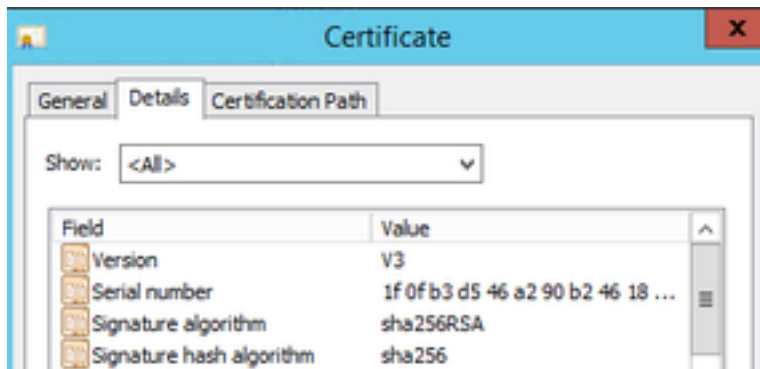 Certificate
x
General Details Certification Path
Show: <All>
Field Value
Version V3
Serial number 1f 0f b3 d5 46 a2 90 b2 46 18 ...
Signature algorithm sha256RSA
Signature hash algorithm sha256